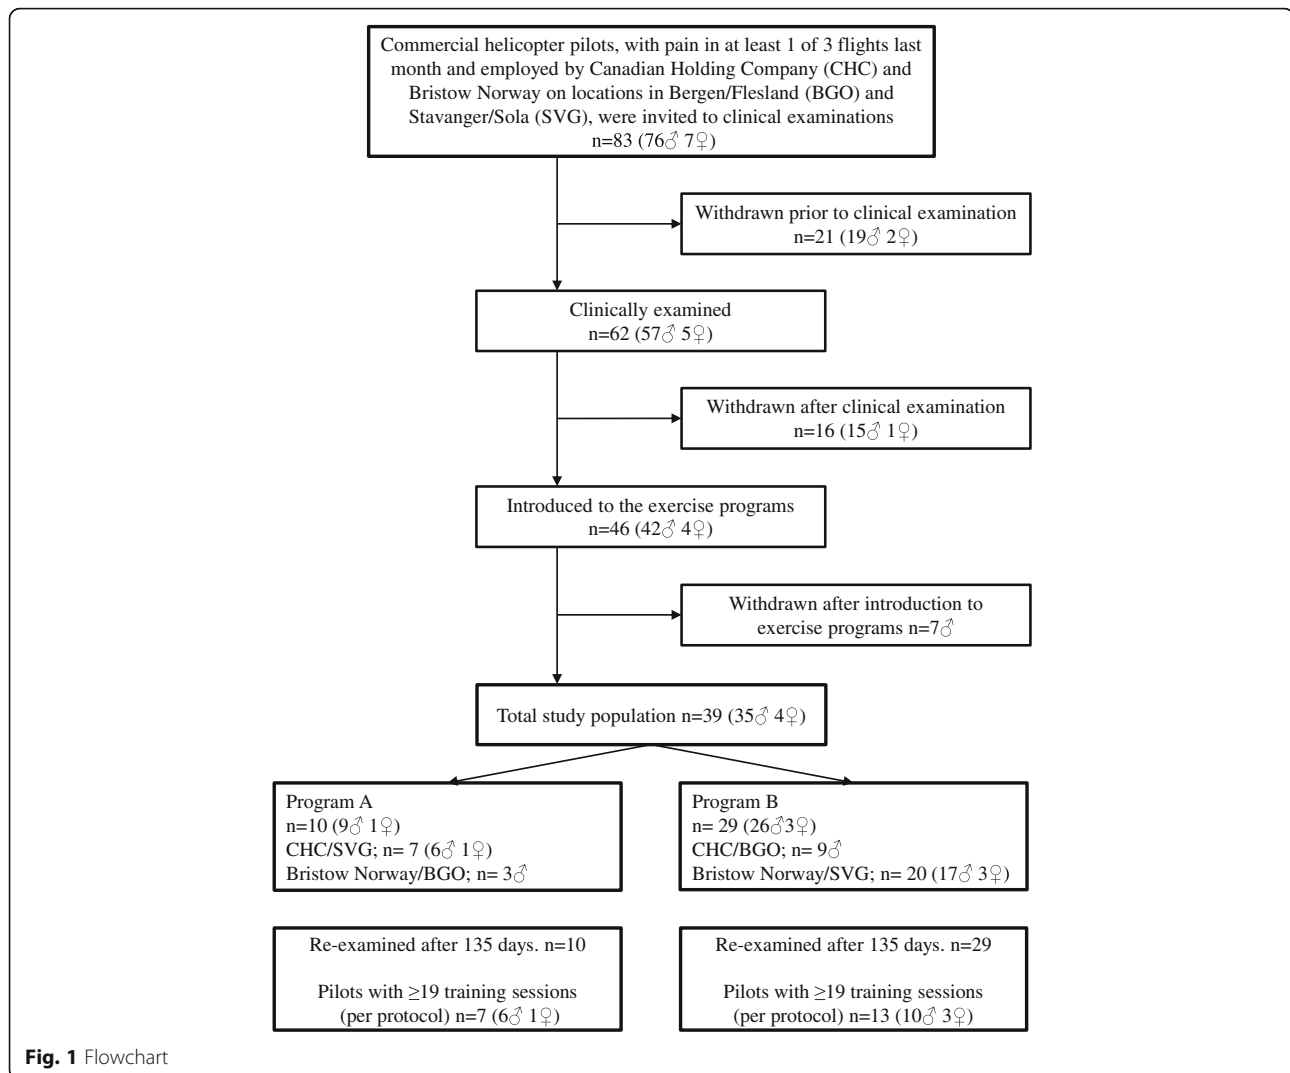 Commercial helicopter pilots, with pain in at least 1 of 3 flights last
month and employed by Canadian Holding Company (CHC) and
Bristow Norway on locations in Bergen/Flesland (BGO) and
Stavanger/Sola (SVG), were invited to clinical examinations
n=83 (76♂ 7♀)
Withdrawn prior to clinical examination
n=21 (19♂ 2♀)
Clinically examined
n=62 (57♂ 5♀)
Withdrawn after clinical examination
n=16 (15♂ 1♀)
Introduced to the exercise programs
n=46 (42♂ 4♀)
Withdrawn after introduction to
exercise programs n=7♂
Total study population n=39 (35♂ 4♀)
Program A
n=10 (9♂ 1♀)
CHC/SVG; n= 7 (6♂ 1♀)
Bristow Norway/BGO; n= 3♂
Program B
n= 29 (26♂3♀)
CHC/BGO; n= 9♂
Bristow Norway/SVG; n= 20 (17♂ 3♀)
Re-examined after 135 days. n=10
Pilots with ≥19 training sessions
(per protocol) n=7 (6♂ 1♀)
Re-examined after 135 days. n=29
Pilots with ≥19 training sessions
(per protocol) n=13 (10♂ 3♀)
Fig. 1 Flowchart